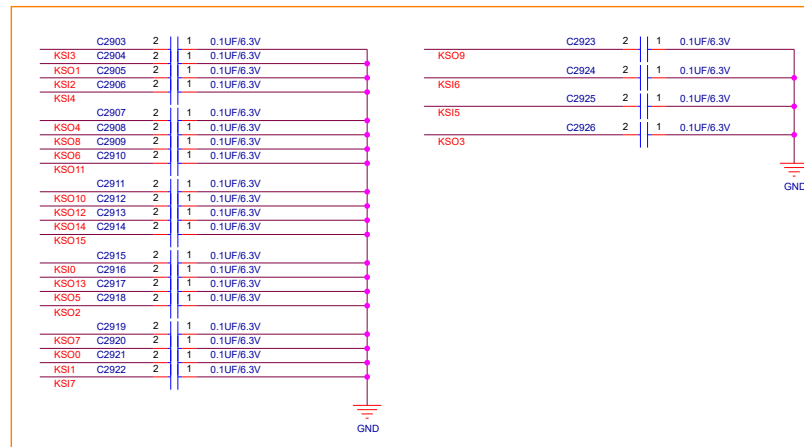 C2903 2 1 0.1UF/6.3V
KSI3 C2904 2 1 0.1UF/6.3V
KSO1 C2905 2 1 0.1UF/6.3V
KSI2 C2906 2 1 0.1UF/6.3V
KSI4
C2907 2 1 0.1UF/6.3V
KSO4 C2908 2 1 0.1UF/6.3V
KSO8 C2909 2 1 0.1UF/6.3V
KSO6 C2910 2 1 0.1UF/6.3V
KSO11
C2911 2 1 0.1UF/6.3V
KSO10 C2912 2 1 0.1UF/6.3V
KSO12 C2913 2 1 0.1UF/6.3V
KSO14 C2914 2 1 0.1UF/6.3V
KSO15
C2915 2 1 0.1UF/6.3V
KSI0 C2916 2 1 0.1UF/6.3V
KSO13 C2917 2 1 0.1UF/6.3V
KSO5 C2918 2 1 0.1UF/6.3V
KSO2
C2919 2 1 0.1UF/6.3V
KSO7 C2920 2 1 0.1UF/6.3V
KSO0 C2921 2 1 0.1UF/6.3V
KSI1 C2922 2 1 0.1UF/6.3V
KSI7
GND
C2923 2 1 0.1UF/6.3V
KSO9
C2924 2 1 0.1UF/6.3V
KSI6
C2925 2 1 0.1UF/6.3V
KSI5
C2926 2 1 0.1UF/6.3V
KSO3
GND